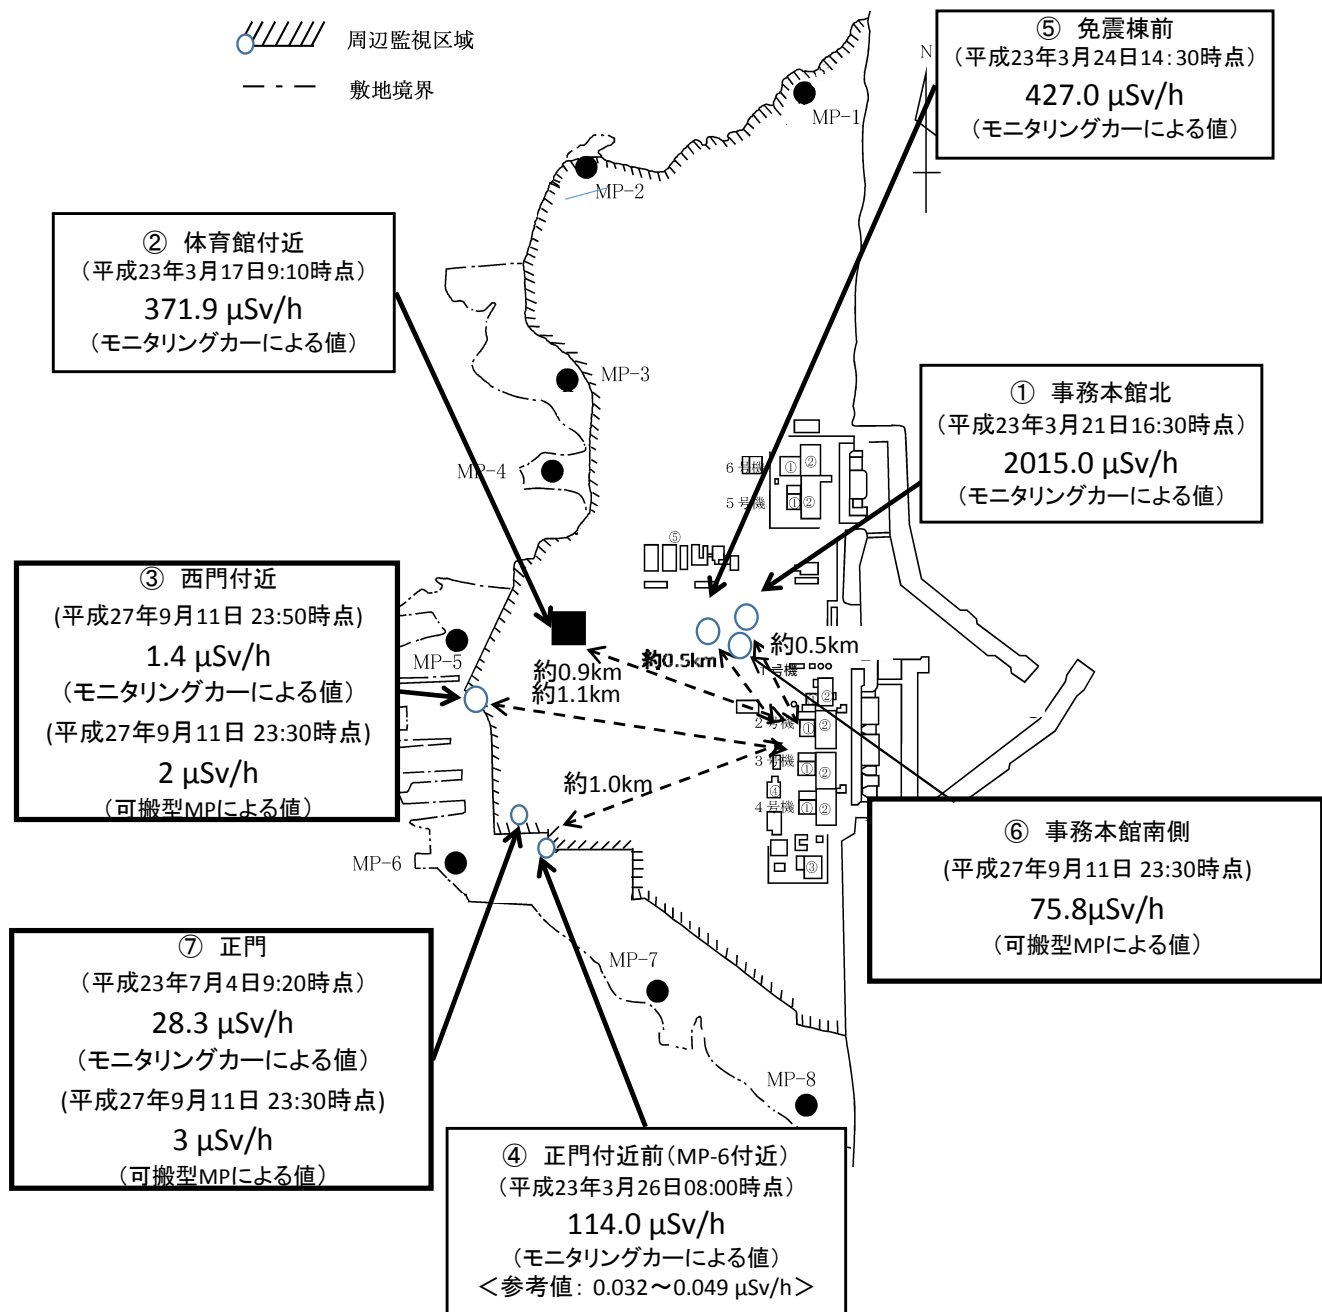 周辺監視区域
敷地境界
⑤ 免震棟前
（平成23年3月24日14：30時点）
427.0 μSv/h
（モニタリングカーによる値）
N
MP-1
MP-2
② 体育館付近
（平成23年3月17日9:10時点）
371.9 μSv/h
（モニタリングカーによる値）
MP-3
MP-4
① 事務本館北
（平成23年3月21日16:30時点）
2015.0 μSv/h
（モニタリングカーによる値）
6号機
① ②
5号機
① ②
⑤
③ 西門付近
(平成27年9月11日 23:50時点)
1.4 μSv/h
（モニタリングカーによる値）
(平成27年9月11日 23:30時点)
2 μSv/h
（可搬型MPによる値）
MP-5
約0.9km
約1.1km
約0.5km
約0.5km
1号機
②
2号機
① ②
3号機
① ②
④
4号機
① ②
③
約1.0km
MP-6
⑥ 事務本館南側
(平成27年9月11日 23:30時点)
75.8μSv/h
（可搬型MPによる値）
⑦ 正門
（平成23年7月4日9:20時点）
28.3 μSv/h
（モニタリングカーによる値）
(平成27年9月11日 23:30時点)
3 μSv/h
（可搬型MPによる値）
MP-7
MP-8
④ 正門付近前（MP-6付近）
（平成23年3月26日08:00時点）
114.0 μSv/h
（モニタリングカーによる値）
＜参考値： 0.032～0.049 μSv/h＞